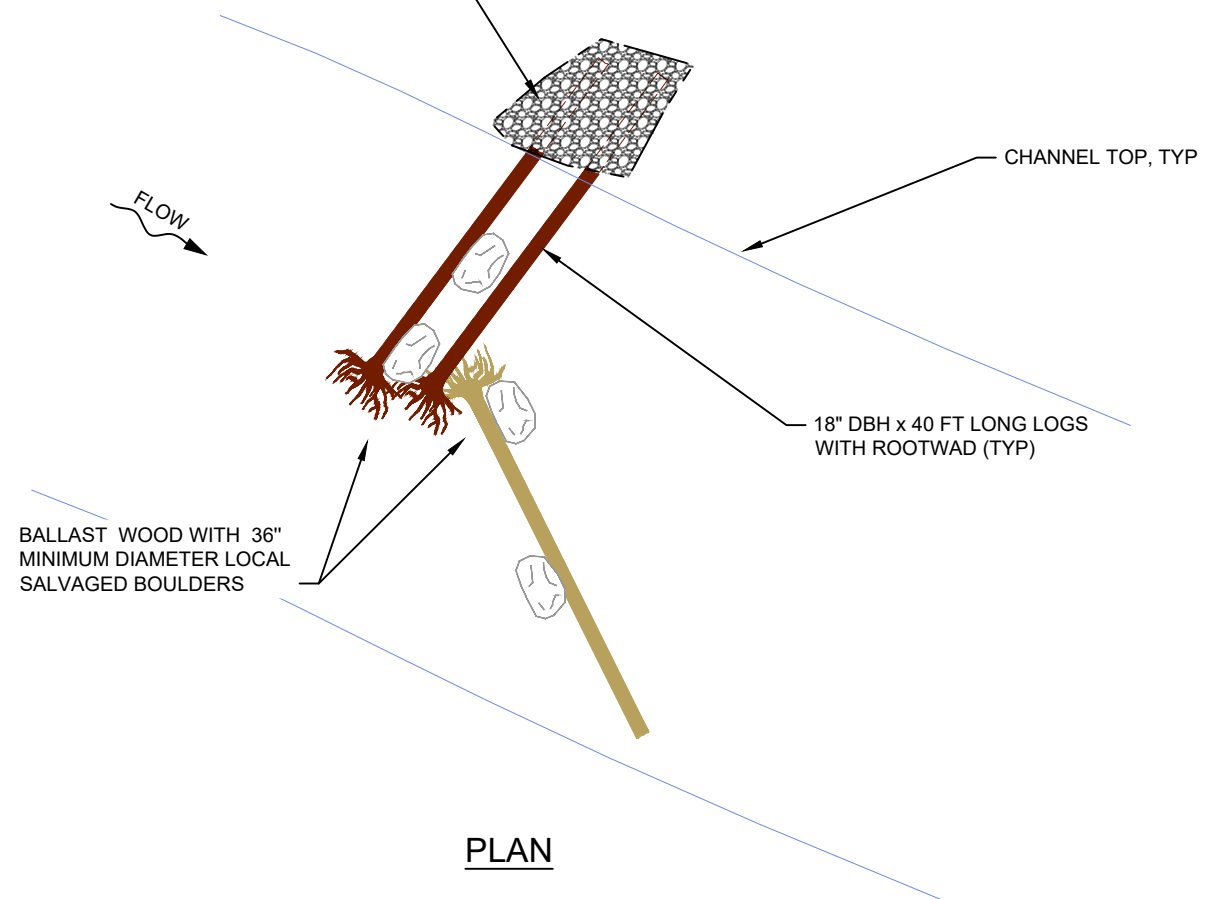 CHANNEL TOP, TYP
FLOW
18" DBH x 40 FT LONG LOGS
WITH ROOTWAD (TYP)
BALLAST WOOD WITH 36"
MINIMUM DIAMETER LOCAL
SALVAGED BOULDERS
PLAN